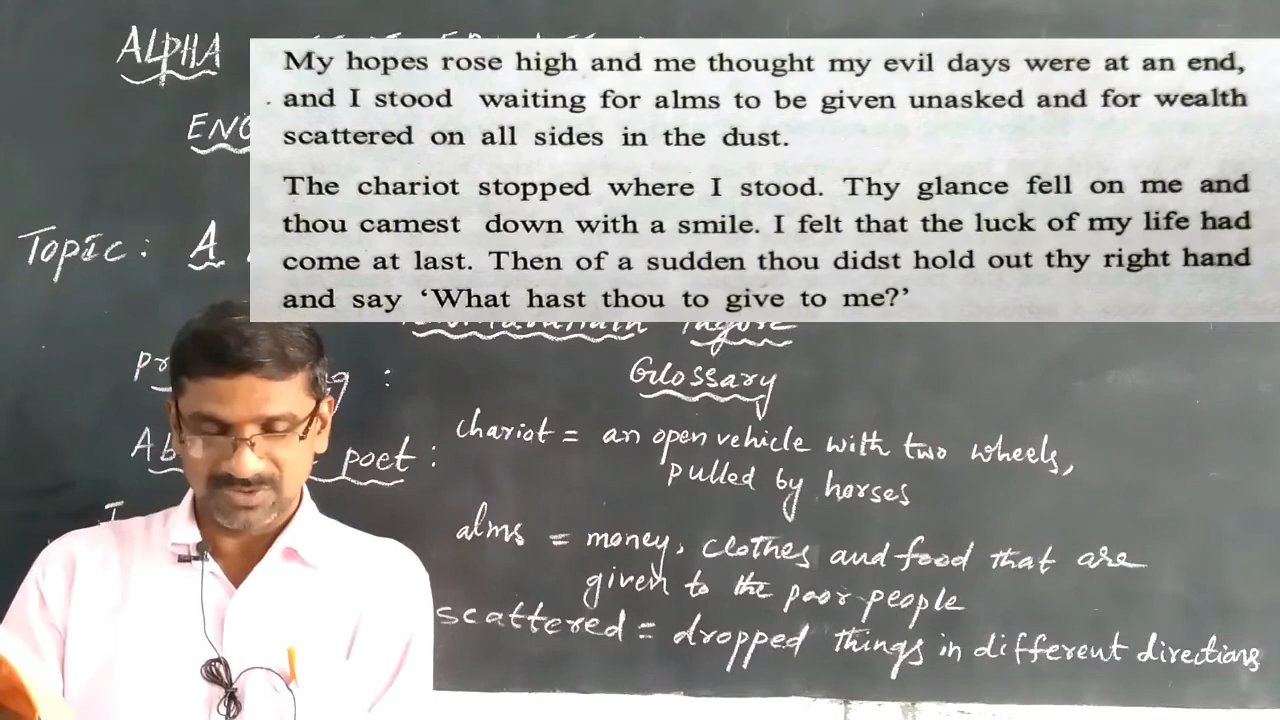 ALPHA
My hopes rose high and me thought my evil days were at an end,
and I stood waiting for alms to be given unasked and for wealth
scattered on all sides in the dust.
The chariot stopped where I stood. Thy glance fell on me and
thou camest down with a smile. I felt that the luck of my life had
come at last. Then of a sudden thou didst hold out thy right hand
and say ‘What hast thou to give to me?’
Topic: A
Tagore
Glossary
poet :
chariot = an open vehicle with two wheels,
pulled by horses
alms = money, clothes and food that are
given to the poor people
scattered = dropped things in different directions